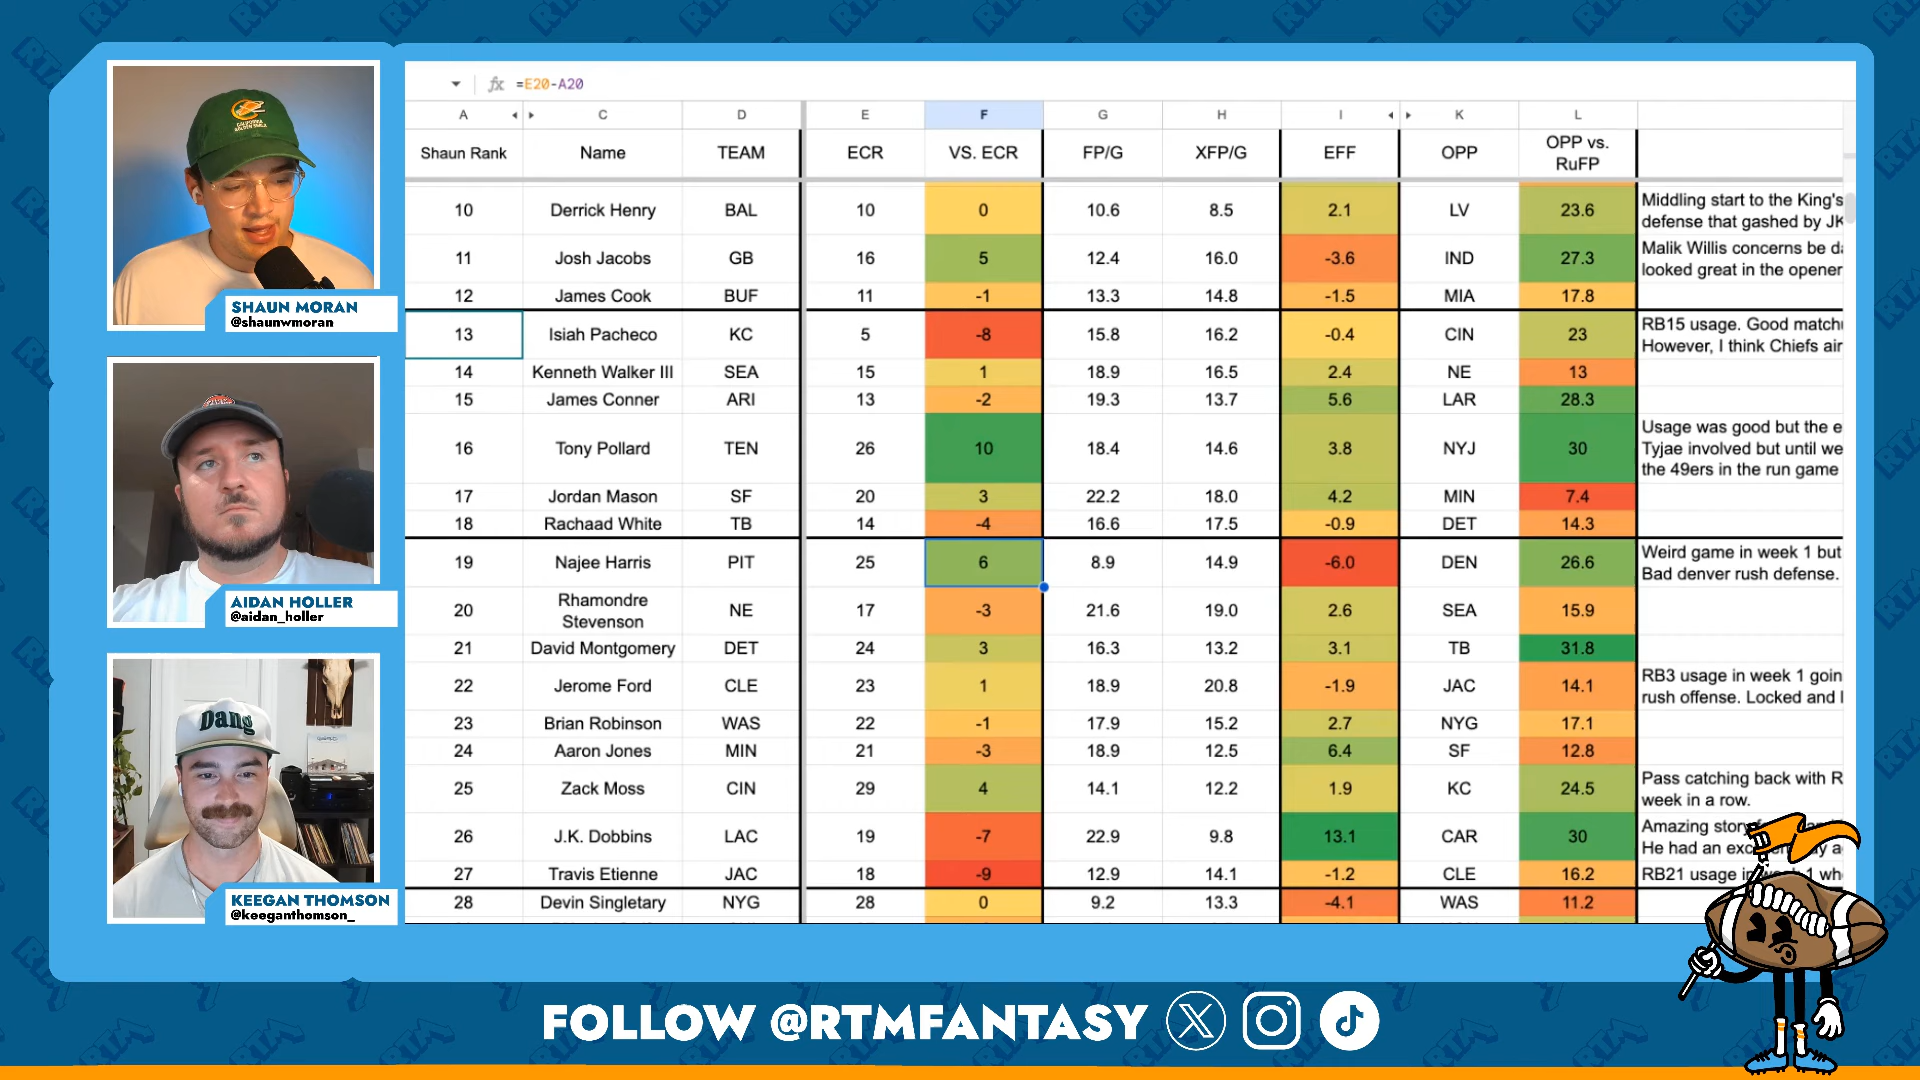 SHAUN MORAN
@shaunwmoran
AIDAN HOLLER
@aidan_holler
Dang
KEEGAN THOMSON
@keeganthomson_
fx =E20-A20
A C D E F G H I K L
Shaun Rank Name TEAM ECR VS. ECR FP/G XFP/G EFF OPP OPP vs. RuFP
10 Derrick Henry BAL 10 0 10.6 8.5 2.1 LV 23.6 Middling start to the King's
defense that gashed by JK
11 Josh Jacobs GB 16 5 12.4 16.0 -3.6 IND 27.3 Malik Willis concerns be
looked great in the opener
12 James Cook BUF 11 -1 13.3 14.8 -1.5 MIA 17.8
13 Isiah Pacheco KC 5 -8 15.8 16.2 -0.4 CIN 23 RB15 usage. Good match
However, I think Chiefs air
14 Kenneth Walker III SEA 15 1 18.9 16.5 2.4 NE 13
15 James Conner ARI 13 -2 19.3 13.7 5.6 LAR 28.3
16 Tony Pollard TEN 26 10 18.4 14.6 3.8 NYJ 30 Usage was good but the e
Tyjae involved but until we
the 49ers in the run game
17 Jordan Mason SF 20 3 22.2 18.0 4.2 MIN 7.4
18 Rachaad White TB 14 -4 16.6 17.5 -0.9 DET 14.3
19 Najee Harris PIT 25 6 8.9 14.9 -6.0 DEN 26.6 Weird game in week 1 but
Bad denver rush defense.
20 Rhamondre Stevenson NE 17 -3 21.6 19.0 2.6 SEA 15.9
21 David Montgomery DET 24 3 16.3 13.2 3.1 TB 31.8
22 Jerome Ford CLE 23 1 18.9 20.8 -1.9 JAC 14.1 RB3 usage in week 1 goin
rush offense. Locked and l
23 Brian Robinson WAS 22 -1 17.9 15.2 2.7 NYG 17.1
24 Aaron Jones MIN 21 -3 18.9 12.5 6.4 SF 12.8
25 Zack Moss CIN 29 4 14.1 12.2 1.9 KC 24.5 Pass catching back with R
week in a row.
26 J.K. Dobbins LAC 19 -7 22.9 9.8 13.1 CAR 30 Amazing story
He had an
27 Travis Etienne JAC 18 -9 12.9 14.1 -1.2 CLE 16.2 RB21 usage in week 1 wh
28 Devin Singletary NYG 28 0 9.2 13.3 -4.1 WAS 11.2
FOLLOW @RTMFANTASY